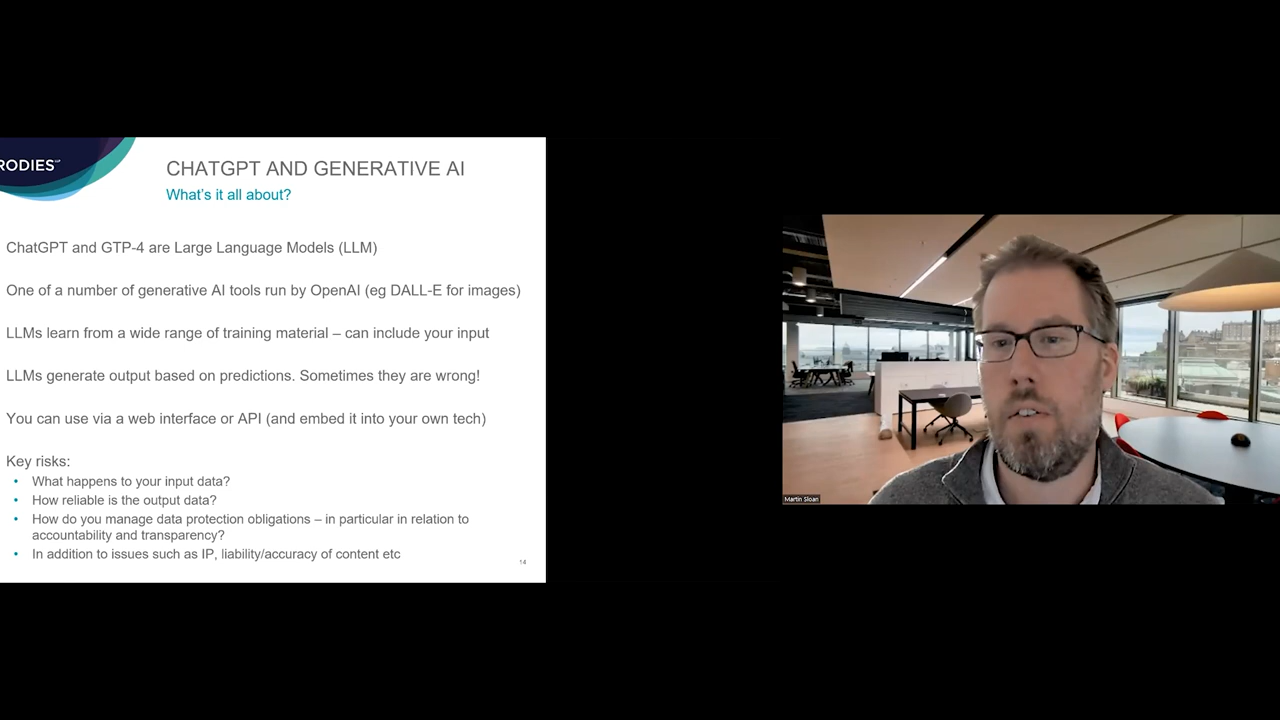 RODIES LLP
CHATGPT AND GENERATIVE AI
What's it all about?
ChatGPT and GTP-4 are Large Language Models (LLM)
One of a number of generative AI tools run by OpenAI (eg DALL-E for images)
LLMs learn from a wide range of training material – can include your input
LLMs generate output based on predictions. Sometimes they are wrong!
You can use via a web interface or API (and embed it into your own tech)
Key risks:
• What happens to your input data?
• How reliable is the output data?
• How do you manage data protection obligations – in particular in relation to
accountability and transparency?
• In addition to issues such as IP, liability/accuracy of content etc
14
Martin Sloan